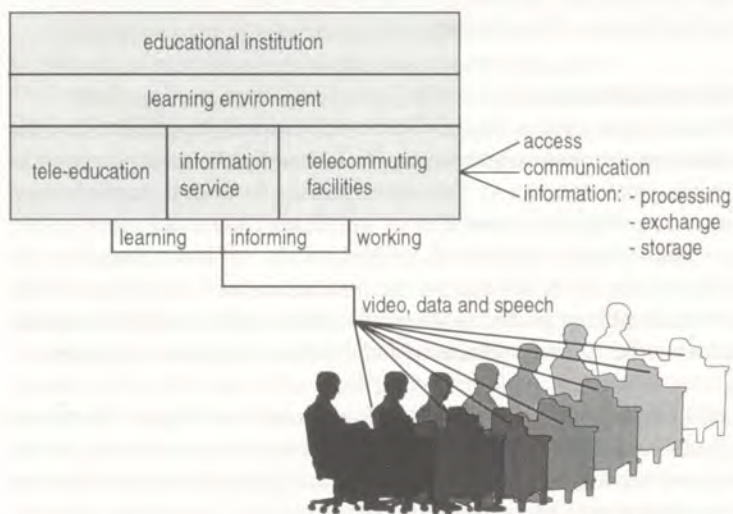 educational institution
learning environment
tele-education
information
service
telecommuting
facilities
access
communication
information: - processing
- exchange
- storage
learning
informing
working
video, data and speech